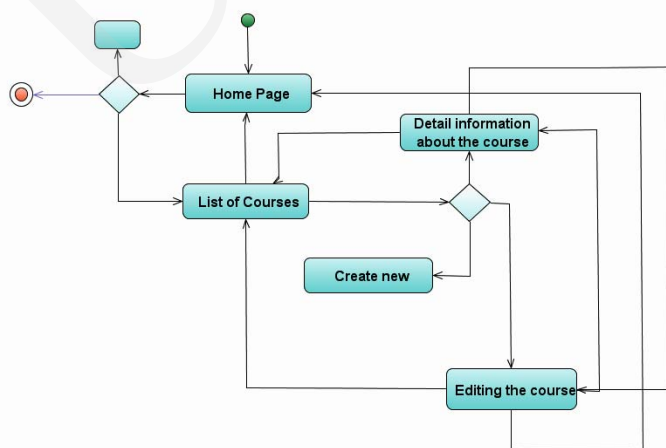 Home Page
Detail information
about the course
List of Courses
Create new
Editing the course